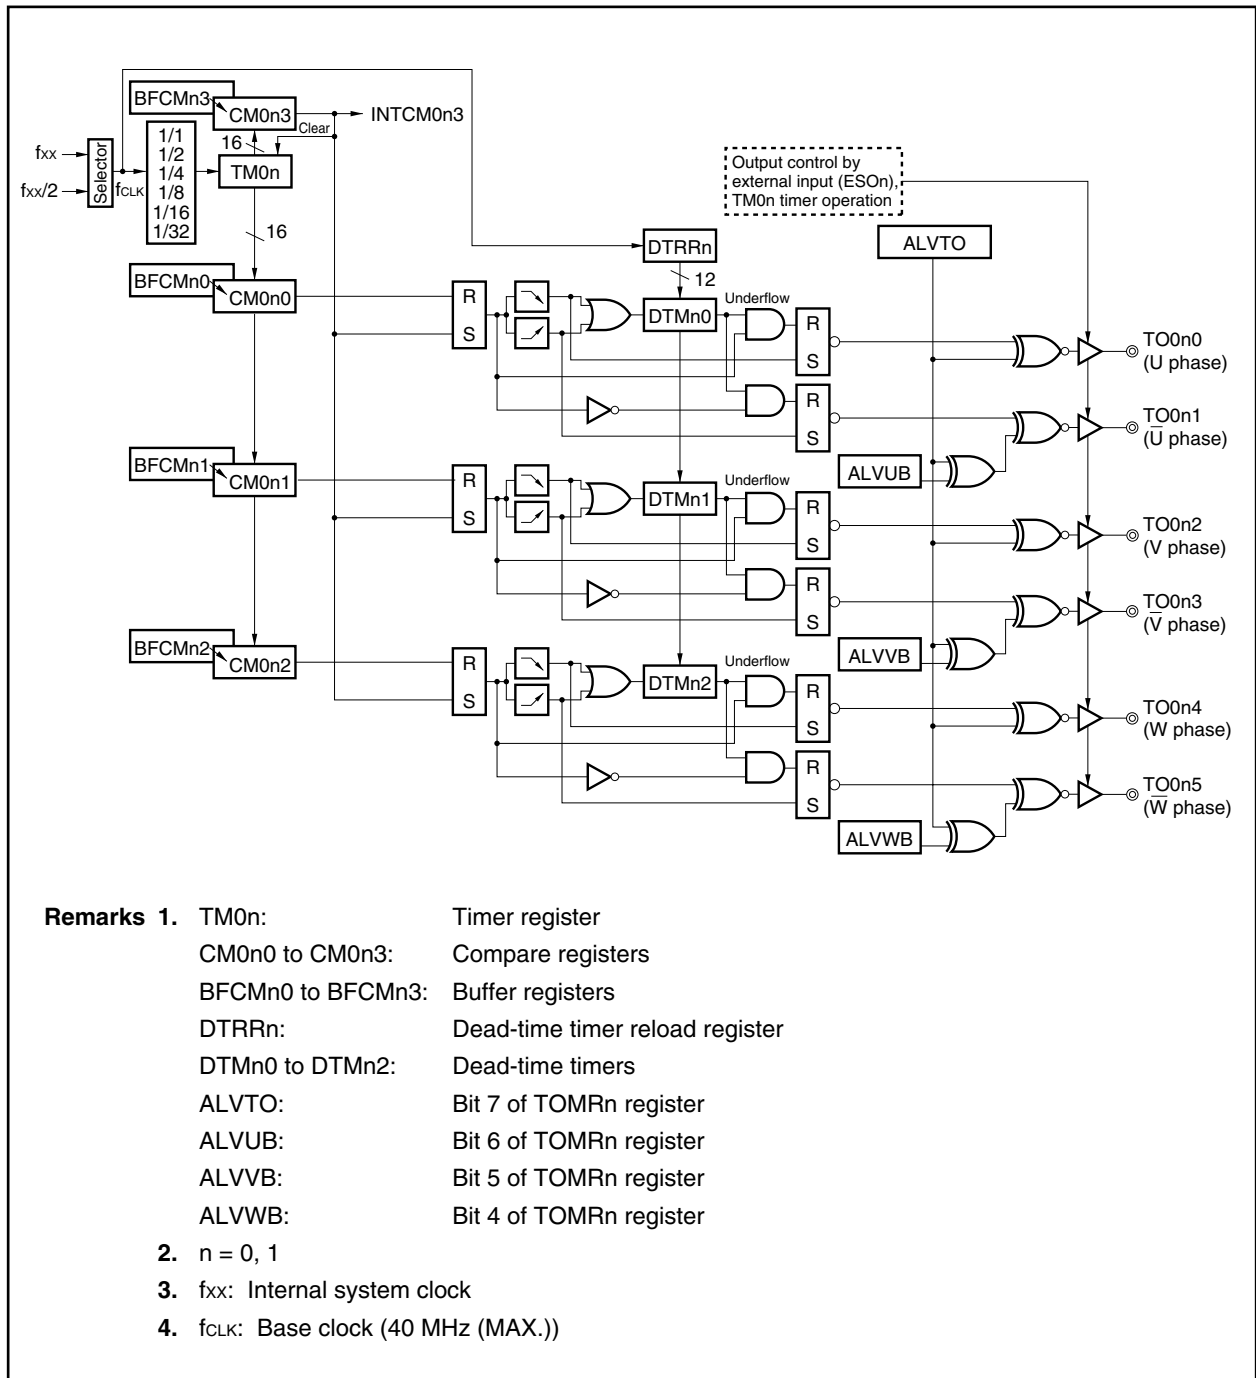 BFCMn3
CM0n3
INTCM0n3
Clear
16
fxx
fxx/2
Selector
fCLK
1/1
1/2
1/4
1/8
1/16
1/32
TM0n
16
Output control by
external input (ESOn),
TM0n timer operation
ALVTO
DTRRn
12
BFCMn0
CM0n0
R
S
DTMn0
Underflow
R
S
TO0n0
(U phase)
R
S
TO0n1
(U̅ phase)
ALVUB
BFCMn1
CM0n1
R
S
DTMn1
Underflow
R
S
TO0n2
(V phase)
R
S
TO0n3
(V̅ phase)
ALVVB
BFCMn2
CM0n2
R
S
DTMn2
Underflow
R
S
TO0n4
(W phase)
R
S
TO0n5
(W̅ phase)
ALVWB
Remarks 1. TM0n: Timer register
CM0n0 to CM0n3: Compare registers
BFCMn0 to BFCMn3: Buffer registers
DTRRn: Dead-time timer reload register
DTMn0 to DTMn2: Dead-time timers
ALVTO: Bit 7 of TOMRn register
ALVUB: Bit 6 of TOMRn register
ALVVB: Bit 5 of TOMRn register
ALVWB: Bit 4 of TOMRn register
2. n = 0, 1
3. fxx: Internal system clock
4. fCLK: Base clock (40 MHz (MAX.))